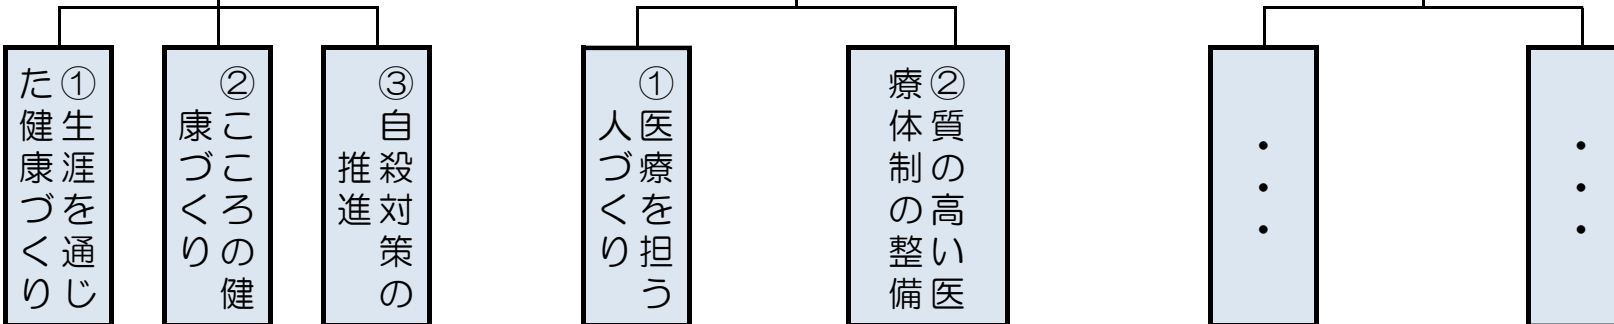 ①生涯を通じ
た健康づくり
②こころの健
康づくり
③自殺対策の
推進
①医療を担う
人づくり
②質の高い医
療体制の整備
・・・
・・・